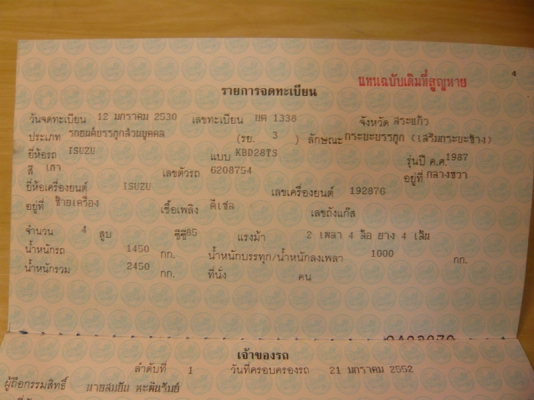 4
รายการจดทะเบียน แทนฉบับเดิมที่สูญหาย
วันจดทะเบียน 12 มกราคม 2530 เลขทะเบียน 1330 จังหวัด สระแก้ว
ประเภท รถยนต์บรรทุกส่วนบุคคล (รย. 3 ) ลักษณะ กระบะบรรทุก (เสริมกระบะข้าง)
ยี่ห้อรถ ISUZU แบบ KBD28TS รุ่นปี ค.ศ. 1987
สี เทา เลขตัวรถ 6208754 อยู่ที่ กลางขวา
ยี่ห้อเครื่องยนต์ ISUZU เลขเครื่องยนต์ 192876
อยู่ที่ ซ้ายเครื่อง เชื้อเพลิง ดีเซล เลขถังแก๊ส
จำนวน 4 สูบ ซีซี แรงม้า 2 เพลา 4 ล้อ ยาง 4 เส้น
น้ำหนักรถ 1450 กก. น้ำหนักบรรทุก/น้ำหนักลงเพลา 1000 กก.
น้ำหนักรวม 2450 กก. ที่นั่ง คน
เจ้าของรถ
ลำดับที่ 1 วันที่ครอบครองรถ 21 มกราคม 2552
ผู้ถือกรรมสิทธิ์